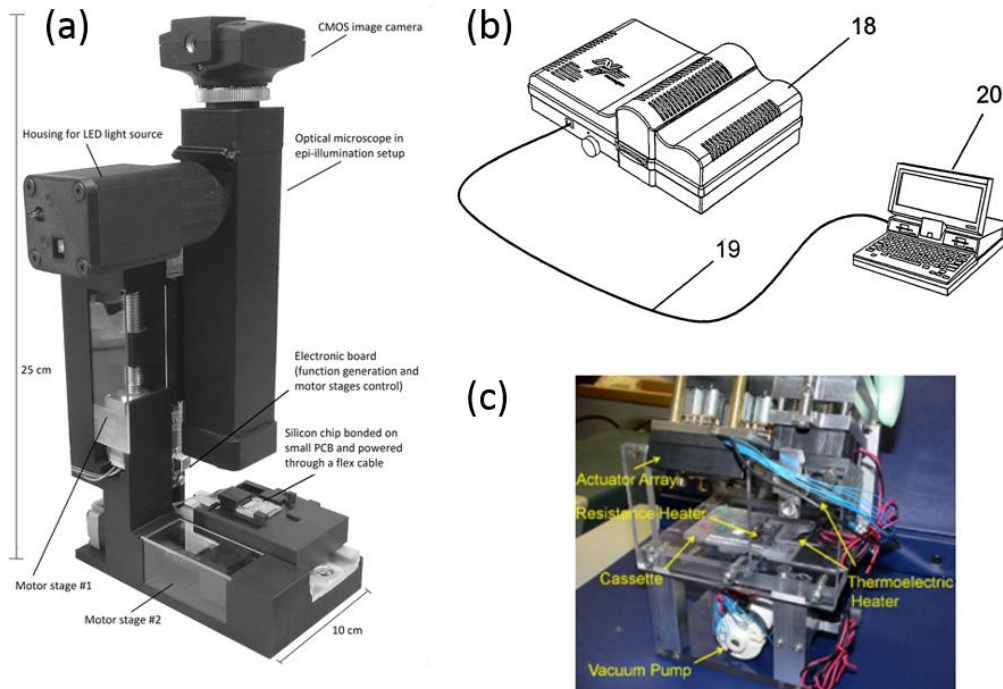 (a)
CMOS image camera
Housing for LED light source
Optical microscope in
epi-illumination setup
25 cm
Electronic board
(function generation and
motor stages control)
Silicon chip bonded on
small PCB and powered
through a flex cable
Motor stage #1
Motor stage #2
10 cm
(b)
18
20
19
(c)
Actuator Array
Resistance Heater
Cassette
Thermoelectric
Heater
Vacuum Pump